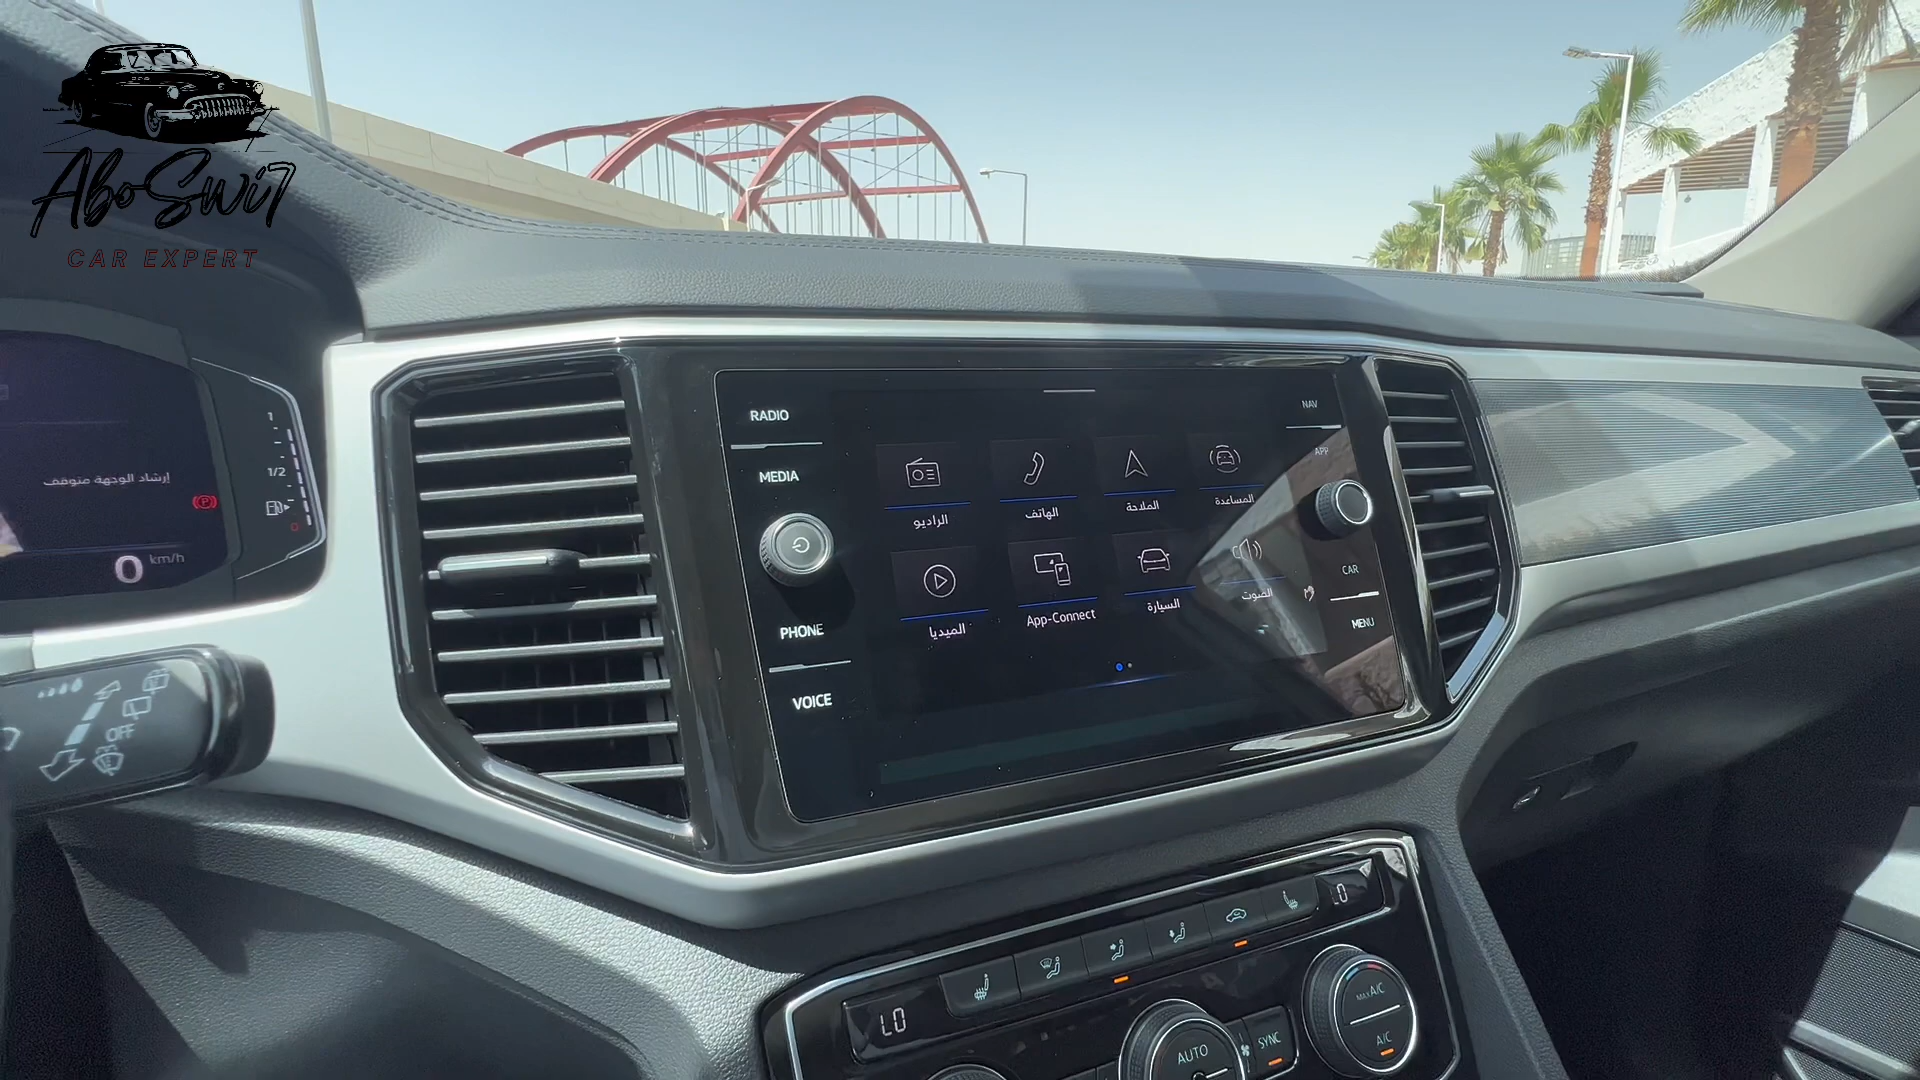 AboSwi7
CAR EXPERT
إرشاد الوجهة متوقف
0 km/h
1
1/2
0
OFF
RADIO
MEDIA
PHONE
VOICE
NAV
APP
CAR
MENU
الراديو
الهاتف
الملاحة
المساعدة
الميديا
App-Connect
السيارة
الصوت
LO
AUTO
SYNC
MAX A/C
A/C